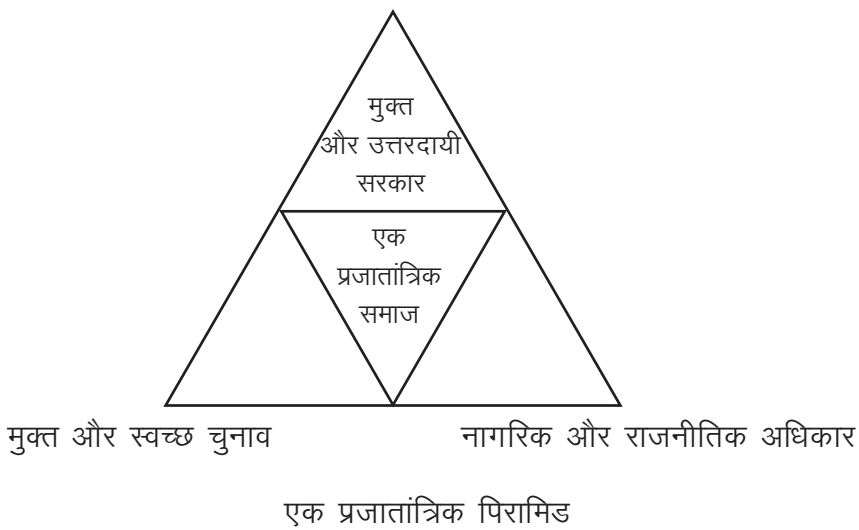 मुक्त
और उत्तरदायी
सरकार
एक
प्रजातांत्रिक
समाज
मुक्त और स्वच्छ चुनाव
नागरिक और राजनीतिक अधिकार
एक प्रजातांत्रिक पिरामिड